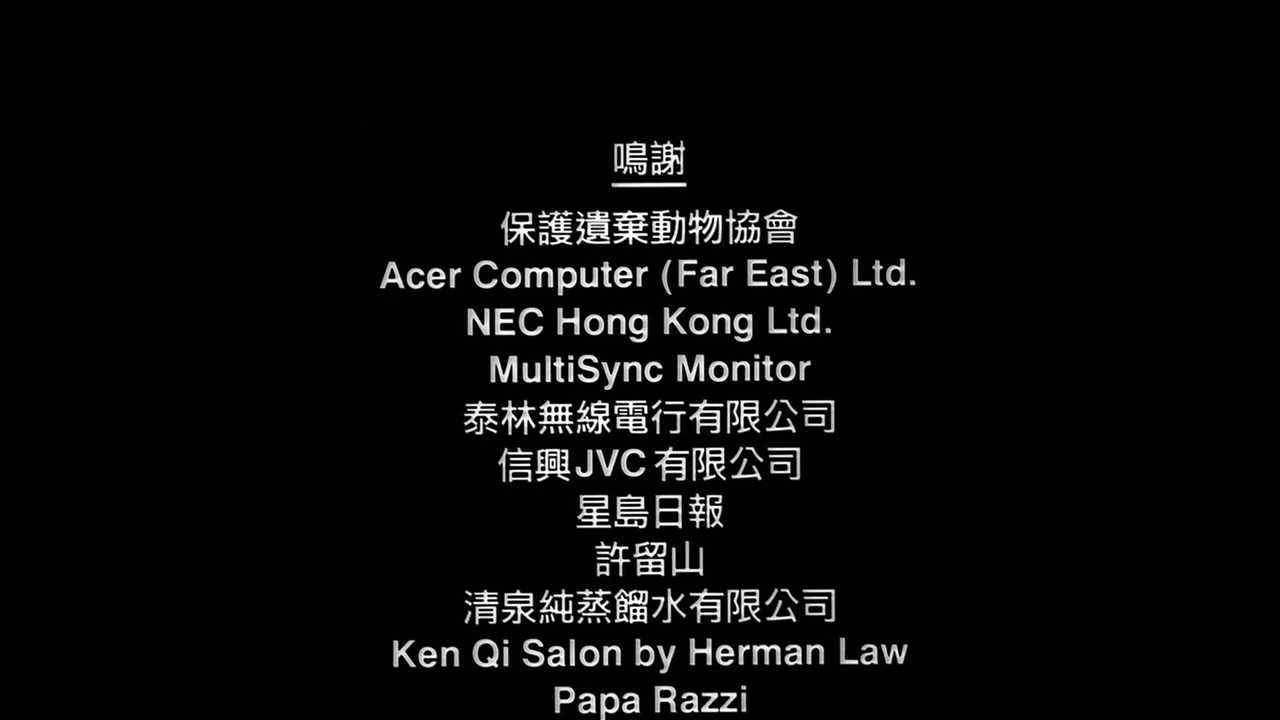 鳴謝
保護遺棄動物協會
Acer Computer (Far East) Ltd.
NEC Hong Kong Ltd.
MultiSync Monitor
泰林無線電行有限公司
信興JVC有限公司
星島日報
許留山
清泉純蒸餾水有限公司
Ken Qi Salon by Herman Law
Papa Razzi